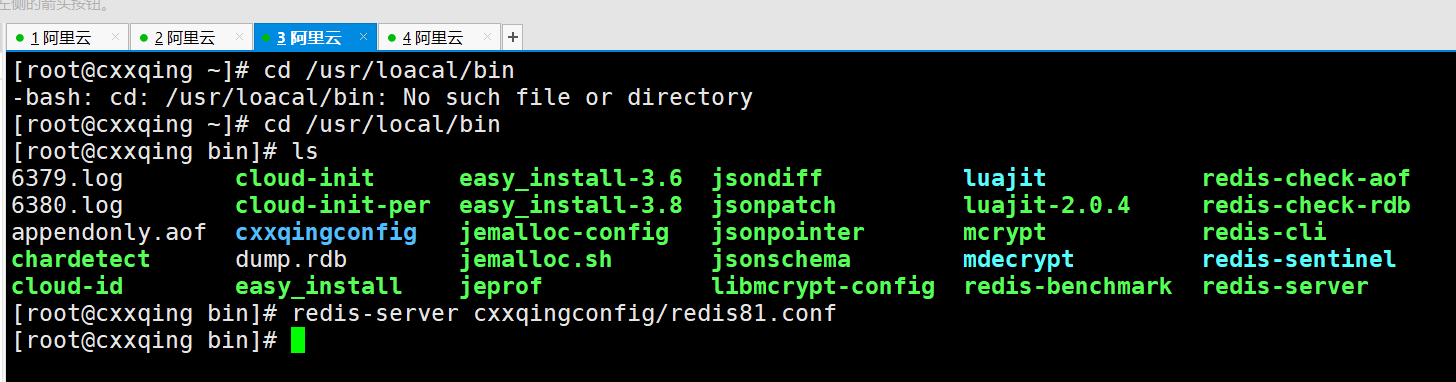 左侧的箭头按钮。
1 阿里云 × 2 阿里云 × 3 阿里云 × 4 阿里云 × +
[root@cxxqing ~]# cd /usr/loacal/bin
-bash: cd: /usr/loacal/bin: No such file or directory
[root@cxxqing ~]# cd /usr/local/bin
[root@cxxqing bin]# ls
6379.log cloud-init easy_install-3.6 jsondiff luajit redis-check-aof
6380.log cloud-init-per easy_install-3.8 jsonpatch luajit-2.0.4 redis-check-rdb
appendonly.aof cxxqingconfig jemalloc-config jsonpointer mcrypt redis-cli
chardetect dump.rdb jemalloc.sh jsonschema mdecrypt redis-sentinel
cloud-id easy_install jeprof libmcrypt-config redis-benchmark redis-server
[root@cxxqing bin]# redis-server cxxqingconfig/redis81.conf
[root@cxxqing bin]#